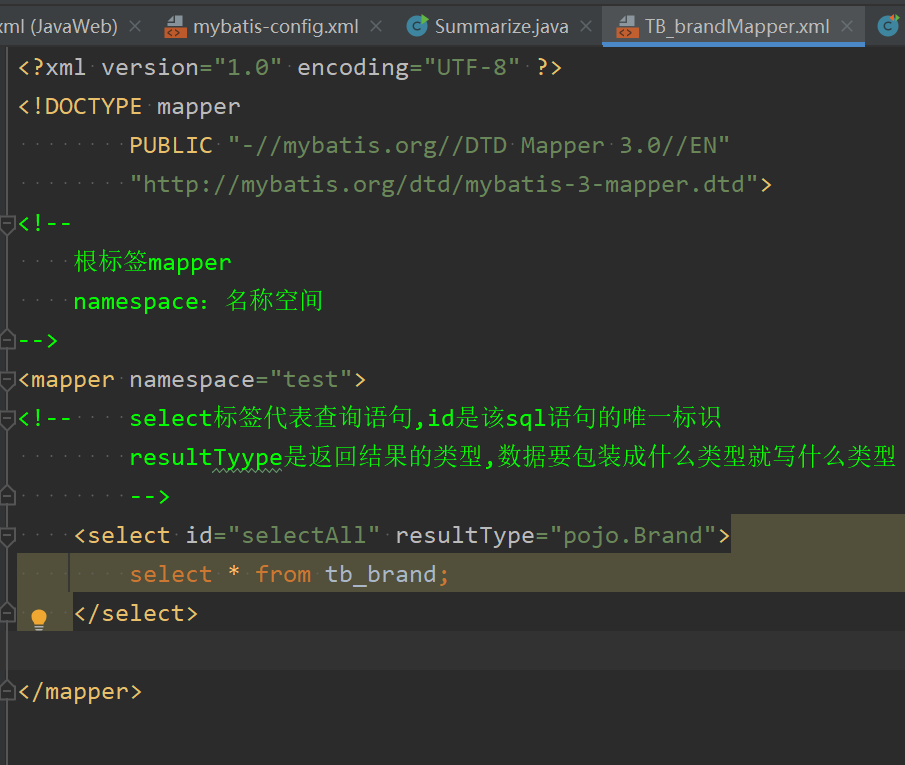 xml (JavaWeb) mybatis-config.xml Summarize.java TB_brandMapper.xml
<?xml version="1.0" encoding="UTF-8" ?>
<!DOCTYPE mapper
PUBLIC "-//mybatis.org//DTD Mapper 3.0//EN"
"http://mybatis.org/dtd/mybatis-3-mapper.dtd">
<!--
根标签mapper
namespace：名称空间
-->
<mapper namespace="test">
<!-- select标签代表查询语句,id是该sql语句的唯一标识
resultTyype是返回结果的类型,数据要包装成什么类型就写什么类型
-->
<select id="selectAll" resultType="pojo.Brand">
select * from tb_brand;
</select>
</mapper>